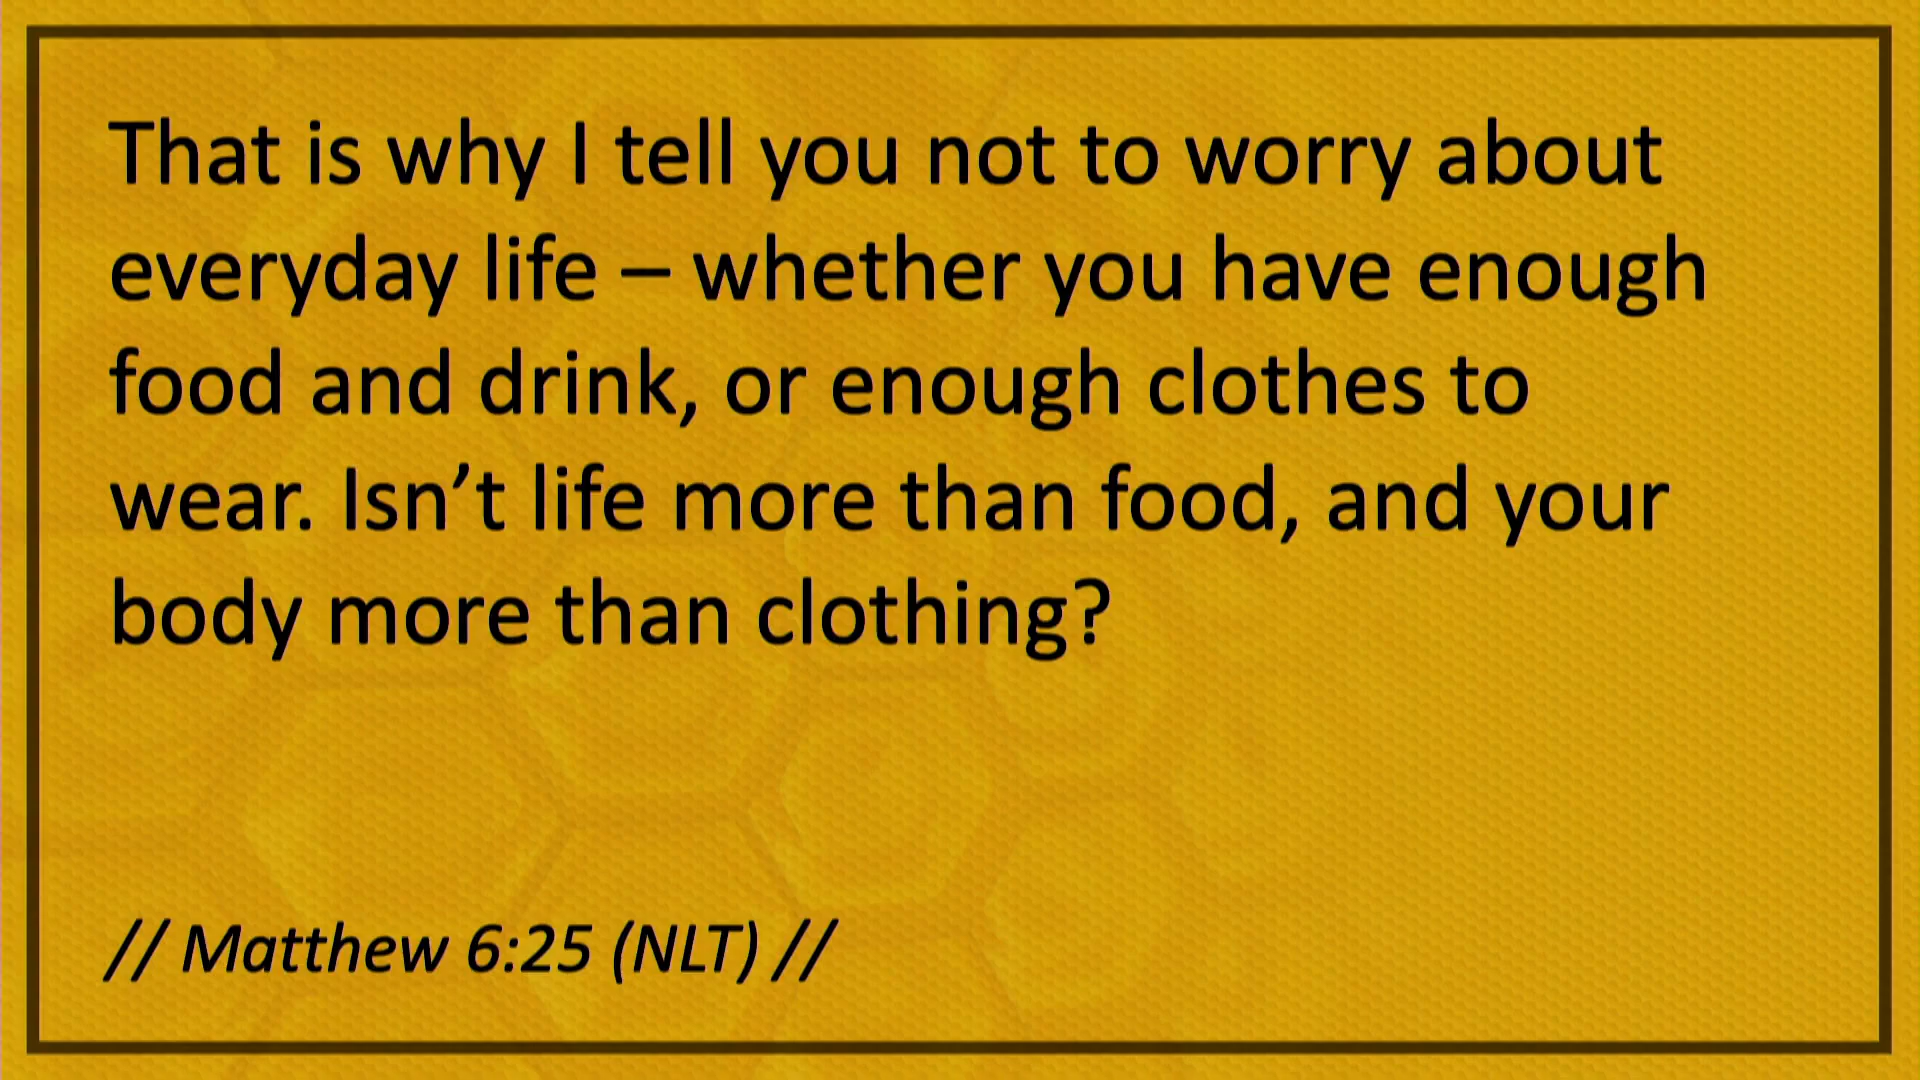 That is why I tell you not to worry about
everyday life – whether you have enough
food and drink, or enough clothes to
wear. Isn’t life more than food, and your
body more than clothing?
// Matthew 6:25 (NLT) //